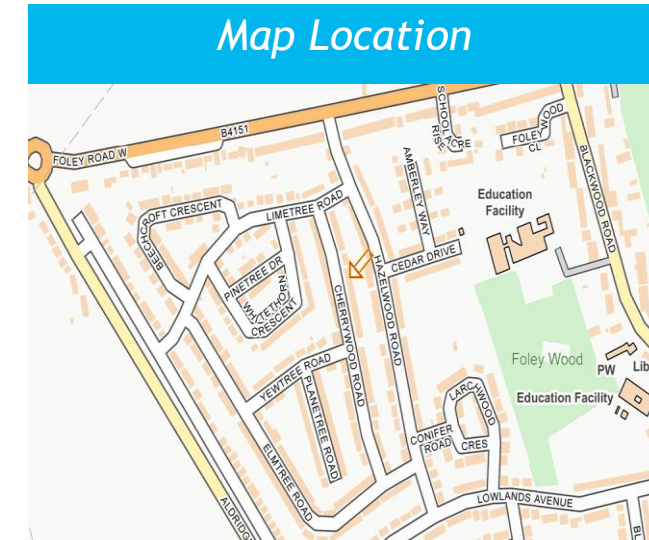 Map Location
SCHOOL ACRE
RISE
FOLEY WOOD
CL
B4151
FOLEY ROAD W
BLACKWOOD ROAD
AMBERLEY WAY
Education
Facility
BEECHCROFT CRESCENT
LIMETREE ROAD
CEDAR DRIVE
HAZELWOOD ROAD
PINETREE DR
WHITETHORN
CRESCENT
CHERRYWOOD ROAD
Foley Wood
PW
Lib
YEWTREE ROAD
PLANETREE ROAD
LARCHWOOD
CRES
Education Facility
CONIFER
ROAD
ELMTREE ROAD
LOWLANDS AVENUE
ALDRIDG
BL